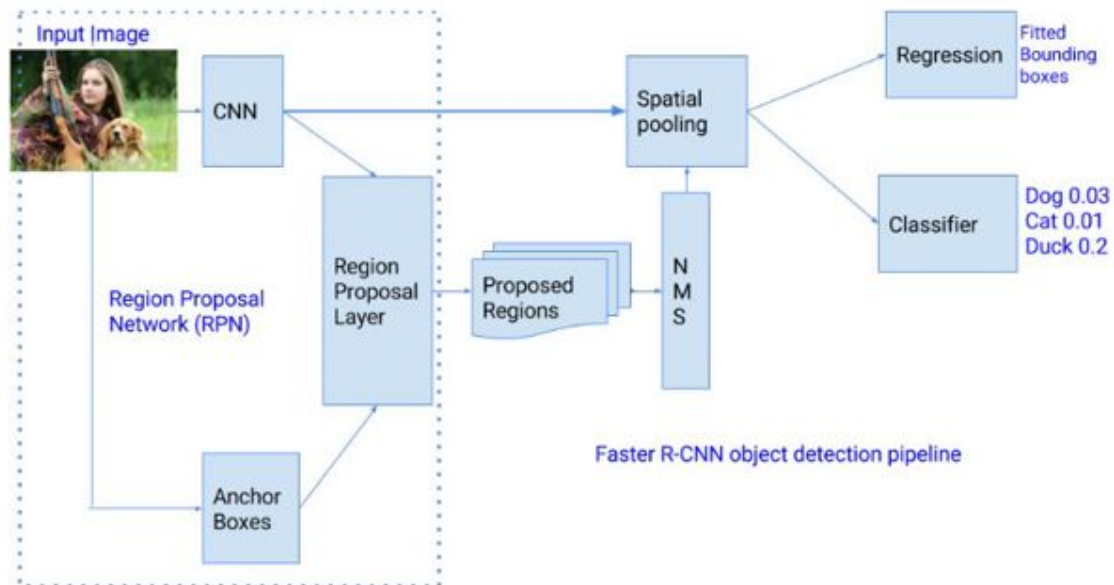 Input Image
CNN
Region Proposal
Network (RPN)
Region
Proposal
Layer
Anchor
Boxes
Proposed
Regions
N
M
S
Spatial
pooling
Regression
Fitted
Bounding
boxes
Classifier
Dog 0.03
Cat 0.01
Duck 0.2
Faster R-CNN object detection pipeline